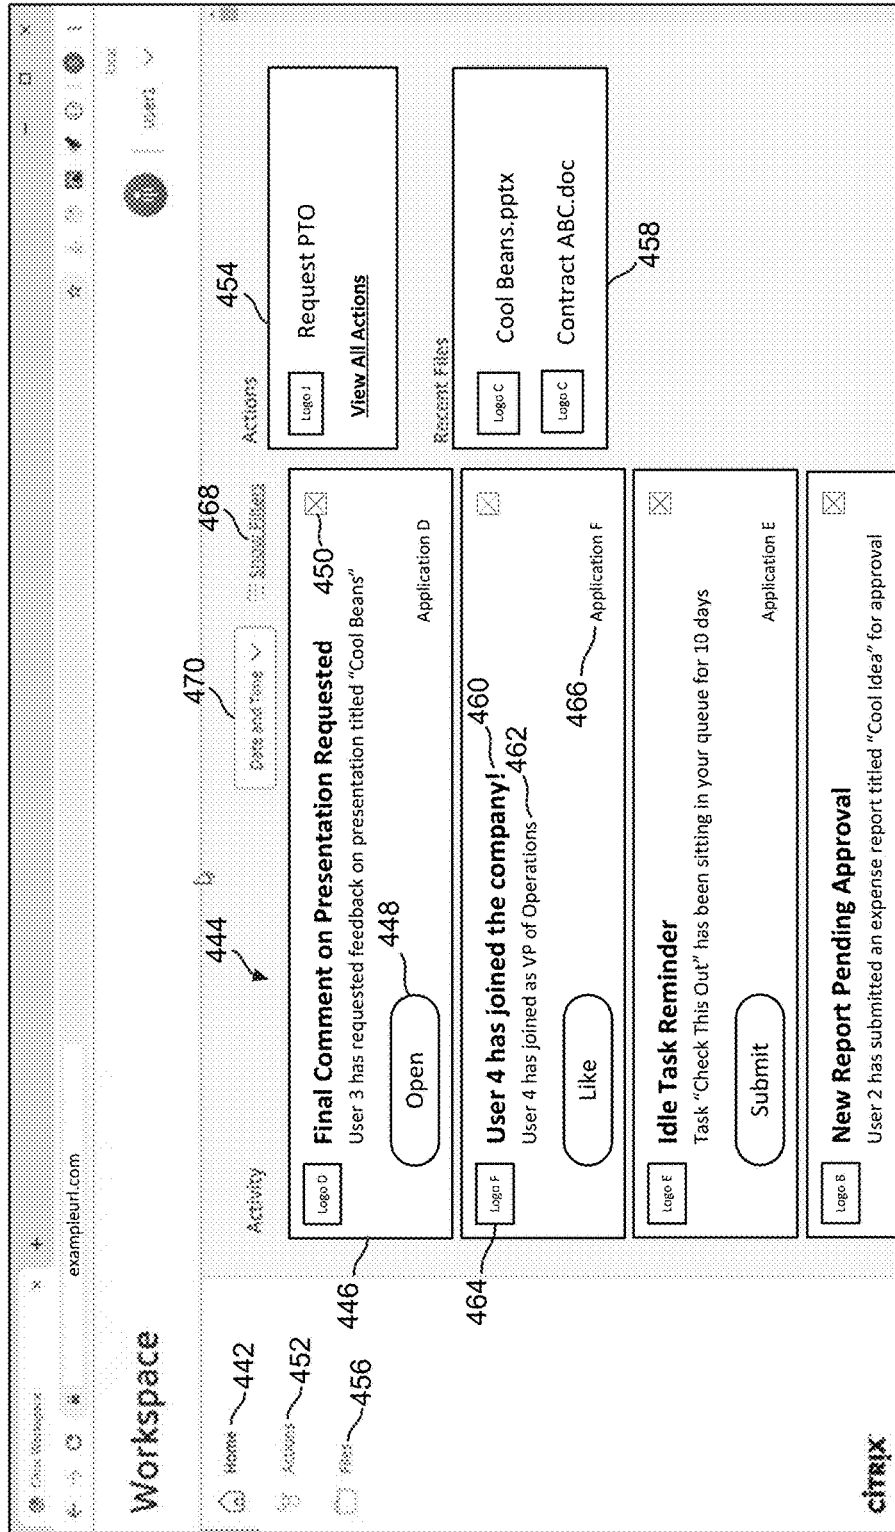 Citrix Workspace
exampleurl.com
Workspace
user1
Home
442
Actions
452
Files
456
444
470
468
454
Activity
Date and Time
Show Filters
Actions
446
Logo D
Final Comment on Presentation Requested
450
User 3 has requested feedback on presentation titled “Cool Beans”
448
Open
Application D
464
Logo F
User 4 has joined the company!
460
User 4 has joined as VP of Operations
462
Like
466
Application F
Logo E
Idle Task Reminder
Task “Check This Out” has been sitting in your queue for 10 days
Submit
Application E
Logo B
New Report Pending Approval
User 2 has submitted an expense report titled “Cool Idea” for approval
Logo J
Request PTO
View All Actions
Recent Files
Logo C
Cool Beans.pptx
Logo C
Contract ABC.doc
458
CITRIX